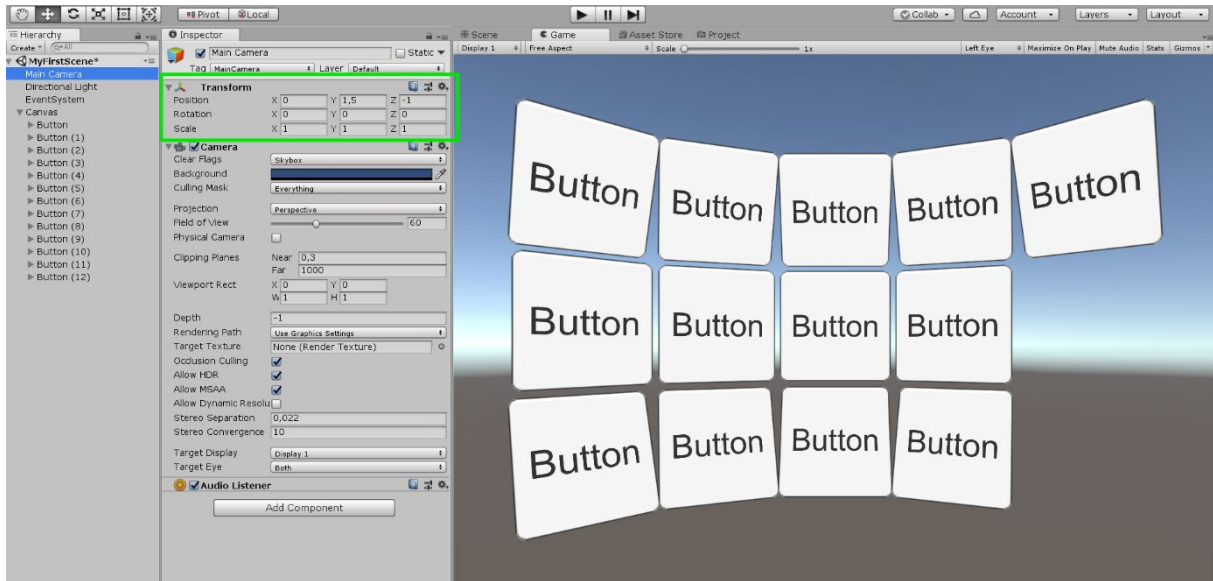 Pivot Local Collab Account Layers Layout
Hierarchy
Create Q▾All
MyFirstScene*
Main Camera
Directional Light
EventSystem
Canvas
Button
Button (1)
Button (2)
Button (3)
Button (4)
Button (5)
Button (6)
Button (7)
Button (8)
Button (9)
Button (10)
Button (11)
Button (12)
Inspector
Main Camera Static
Tag MainCamera Layer Default
Transform
Position X 0 Y 1,5 Z -1
Rotation X 0 Y 0 Z 0
Scale X 1 Y 1 Z 1
Camera
Clear Flags Skybox
Background
Culling Mask Everything
Projection Perspective
Field of View 60
Physical Camera
Clipping Planes Near 0,3
Far 1000
Viewport Rect X 0 Y 0
W 1 H 1
Depth -1
Rendering Path Use Graphics Settings
Target Texture None (Render Texture)
Occlusion Culling
Allow HDR
Allow MSAA
Allow Dynamic Resolu
Stereo Separation 0,022
Stereo Convergence 10
Target Display Display 1
Target Eye Both
Audio Listener
Add Component
Scene Game Asset Store Project
Display 1 Free Aspect Scale 1x Left Eye Maximize On Play Mute Audio Stats Gizmos
Button Button Button Button Button
Button Button Button Button
Button Button Button Button